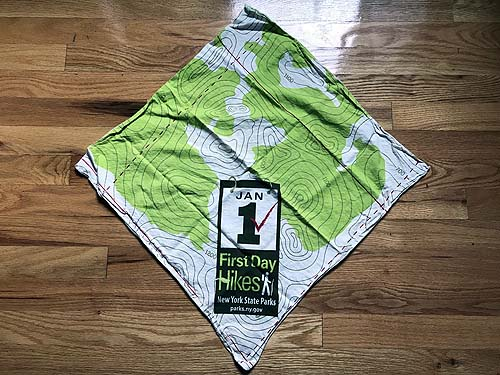 JAN
1
First Day
Hikes
New York State Parks
parks.ny.gov